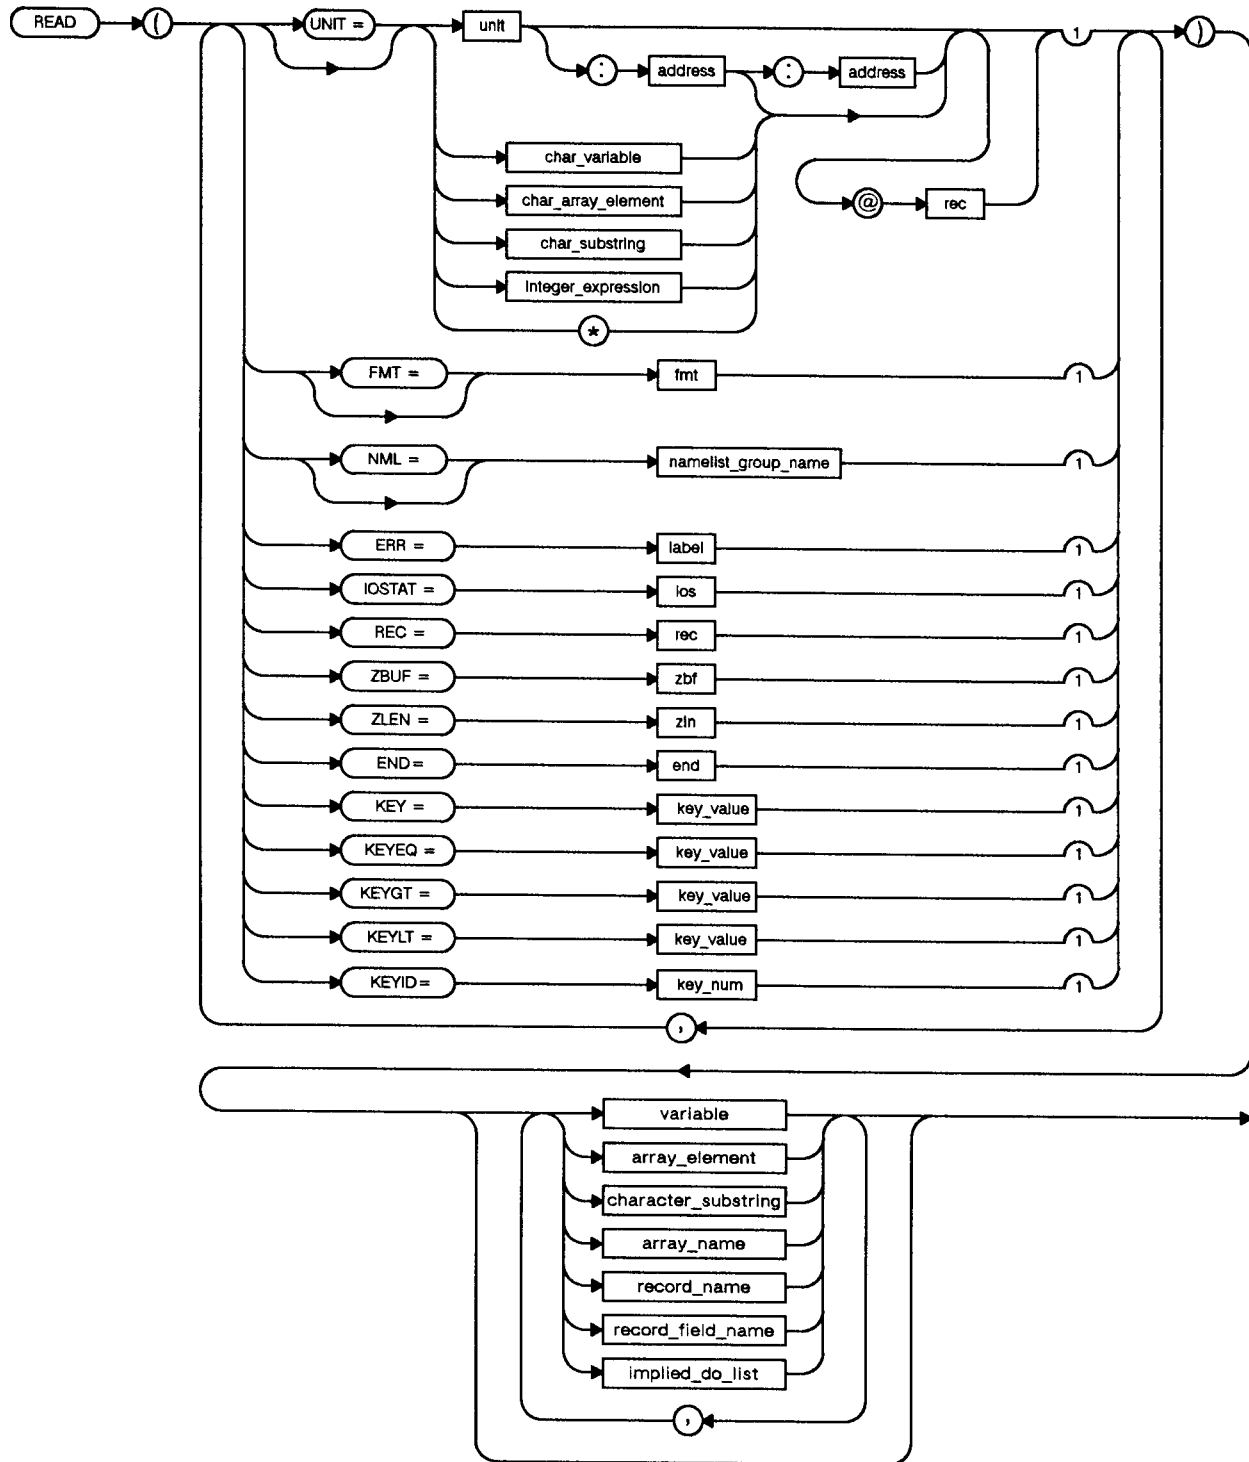 READ ( UNIT = unit 1 )
: address : address
char_variable
char_array_element @ rec
char_substring
integer_expression
*
FMT = fmt 1
NML = namelist_group_name 1
ERR = label 1
IOSTAT = ios 1
REC = rec 1
ZBUF = zbf 1
ZLEN = zln 1
END= end 1
KEY = key_value 1
KEYEQ = key_value 1
KEYGT = key_value 1
KEYLT = key_value 1
KEYID= key_num 1
,
variable
array_element
character_substring
array_name
record_name
record_field_name
implied_do_list
,